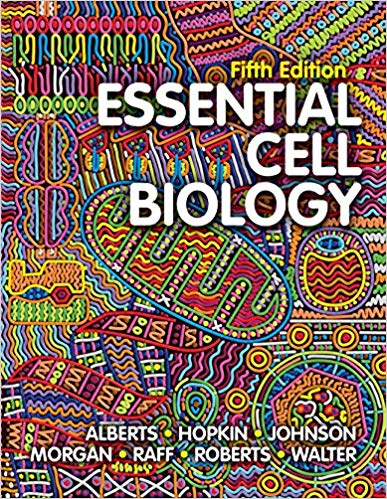 Fifth Edition
ESSENTIAL
CELL
BIOLOGY
ALBERTS • HOPKIN • JOHNSON
MORGAN • RAFF • ROBERTS • WALTER